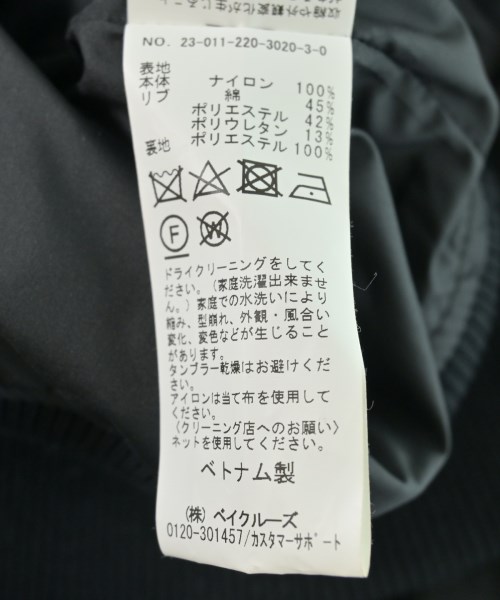 NO. 23-011-220-3020-3-0
表地
本体 ナイロン 100%
リブ 綿 45%
ポリエステル 42%
ポリウレタン 13%
裏地 ポリエステル 100%
F W
ドライクリーニングをしてく
ださい。(家庭洗濯出来ませ
ん。)家庭での水洗いにより
縮み、型崩れ、外観・風合い
変化、変色などが生じること
があります。
タンブラー乾燥はお避けくだ
さい。
アイロンは当て布を使用して
ください。
〈クリーニング店へのお願い〉
ネットを使用してください。
ベトナム製
(株) ベイクルーズ
0120-301457/カスタマーサポート